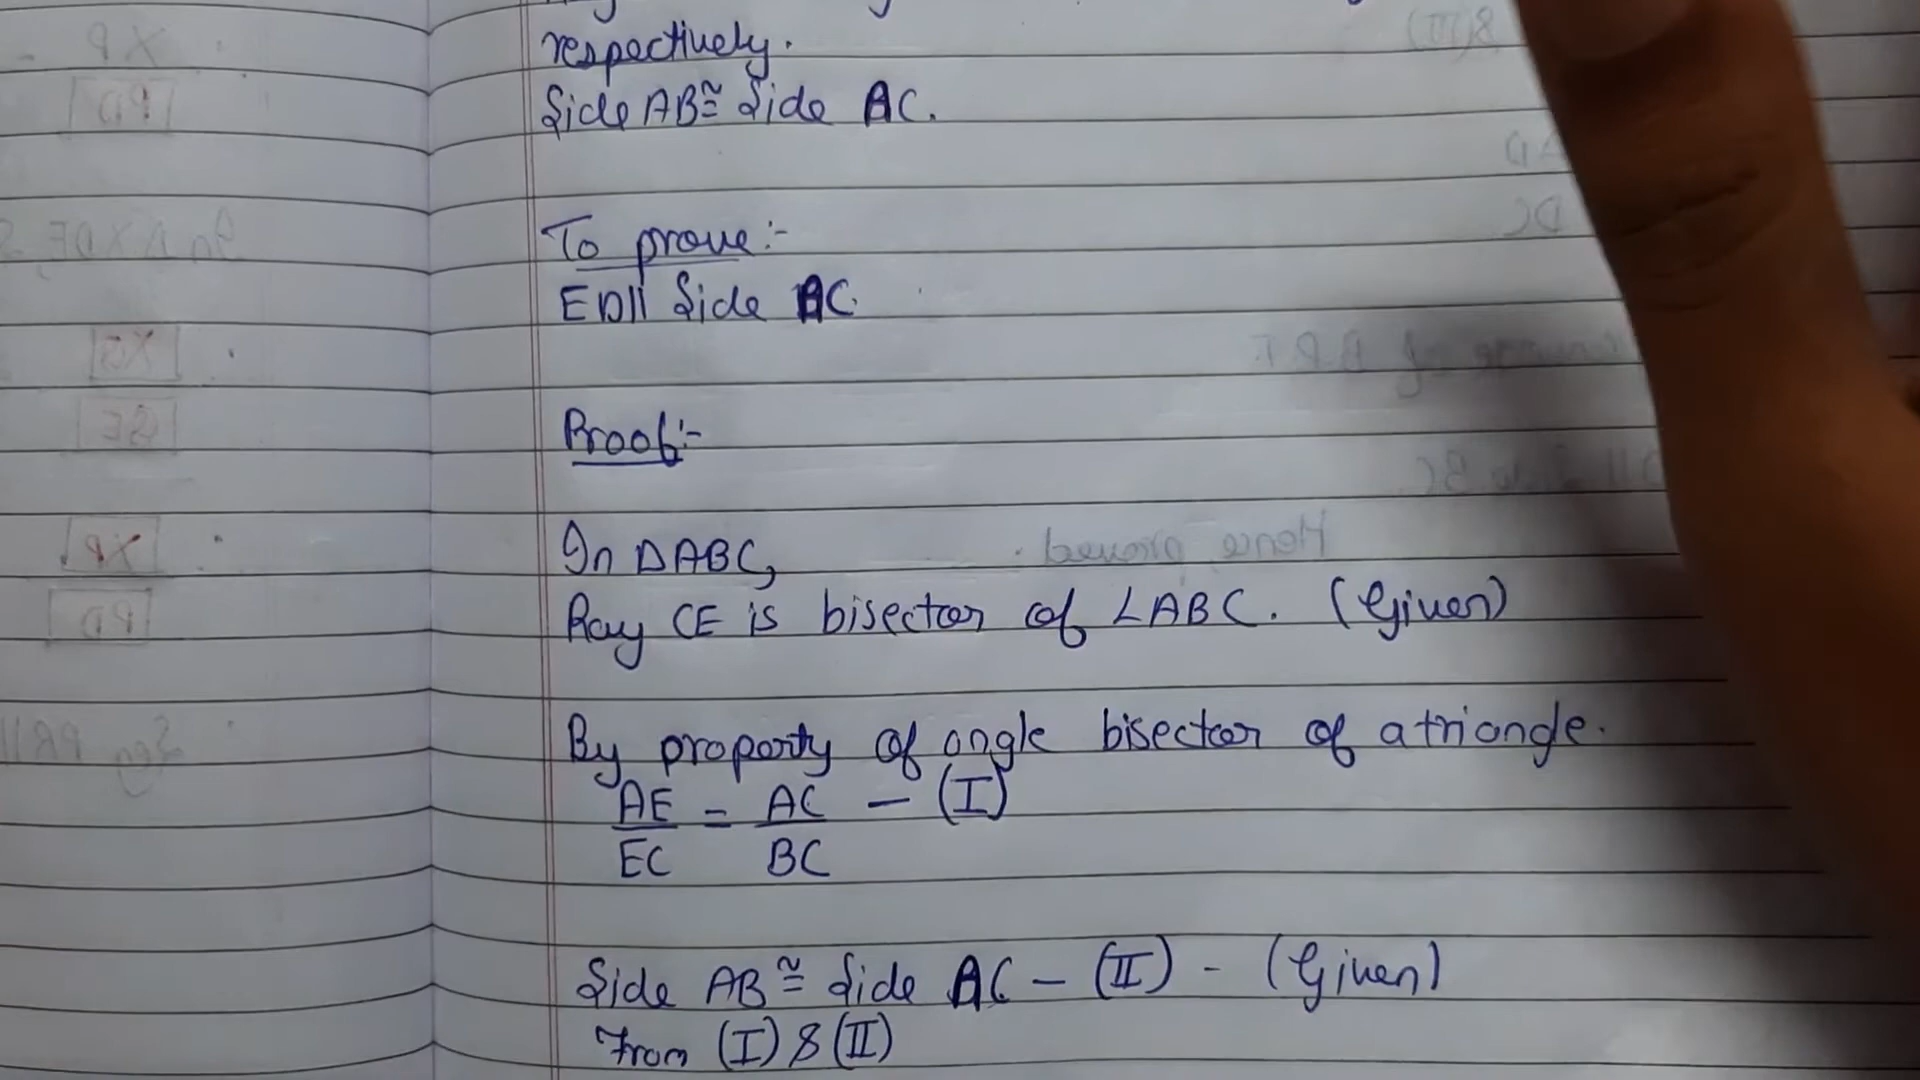 respectively.
Side AB ≅ Side AC.
To prove :-
ED || Side AC.
Proof :-
In △ABC,
Ray CE is bisector of ∠ABC. (Given)
By property of angle bisector of a triangle.
AE/EC = AC/BC — (I)
Side AB ≅ Side AC — (II) - (Given)
From (I) & (II)